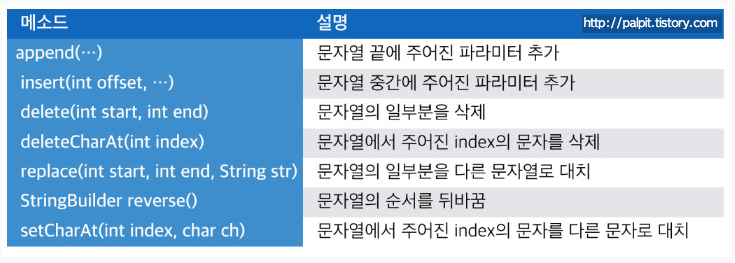 메소드 설명 http://palpit.tistory.com
append(…) 문자열 끝에 주어진 파라미터 추가
insert(int offset, …) 문자열 중간에 주어진 파라미터 추가
delete(int start, int end) 문자열의 일부분을 삭제
deleteCharAt(int index) 문자열에서 주어진 index의 문자를 삭제
replace(int start, int end, String str) 문자열의 일부분을 다른 문자열로 대치
StringBuilder reverse() 문자열의 순서를 뒤바꿈
setCharAt(int index, char ch) 문자열에서 주어진 index의 문자를 다른 문자로 대치